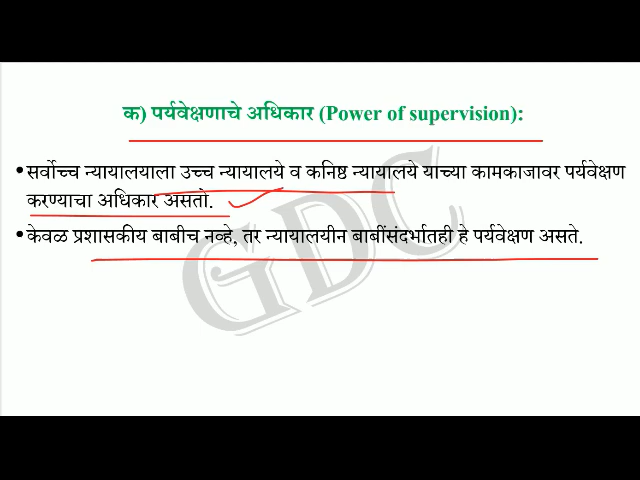 क) पर्यवेक्षणाचे अधिकार (Power of supervision):
•सर्वोच्च न्यायालयाला उच्च न्यायालये व कनिष्ठ न्यायालये याच्या कामकाजावर पर्यवेक्षण
करण्याचा अधिकार असतो.
•केवळ प्रशासकीय बाबीच नव्हे, तर न्यायालयीन बाबींसंदर्भातही हे पर्यवेक्षण असते.
GDC